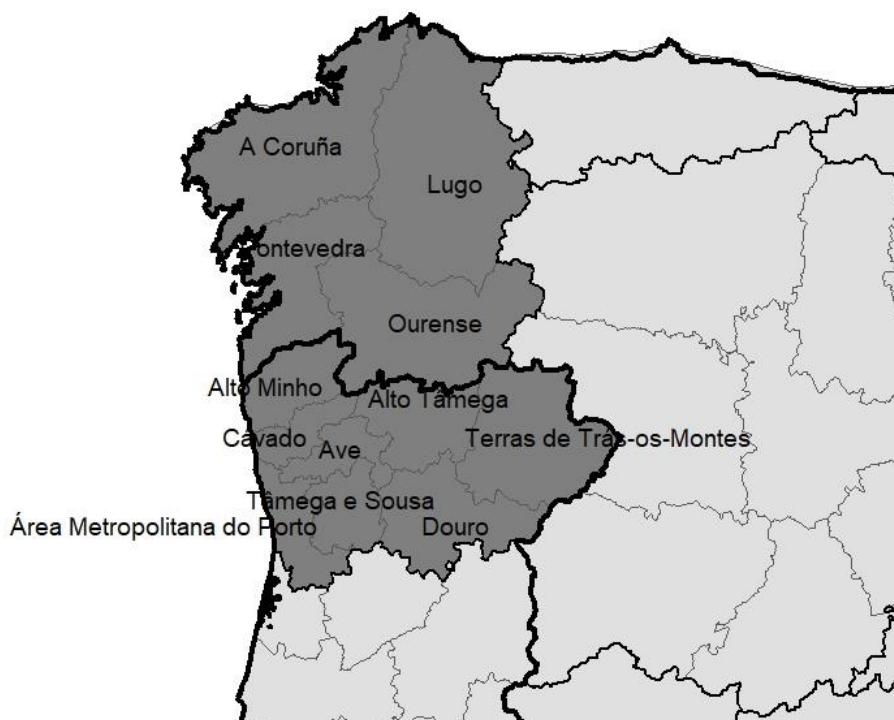 A Coruña
Lugo
ontevedra
Ourense
Alto Minho
Alto Tâmega
Cávado
Ave
Terras de Trás-os-Montes
Tâmega e Sousa
Área Metropolitana do Porto
Douro